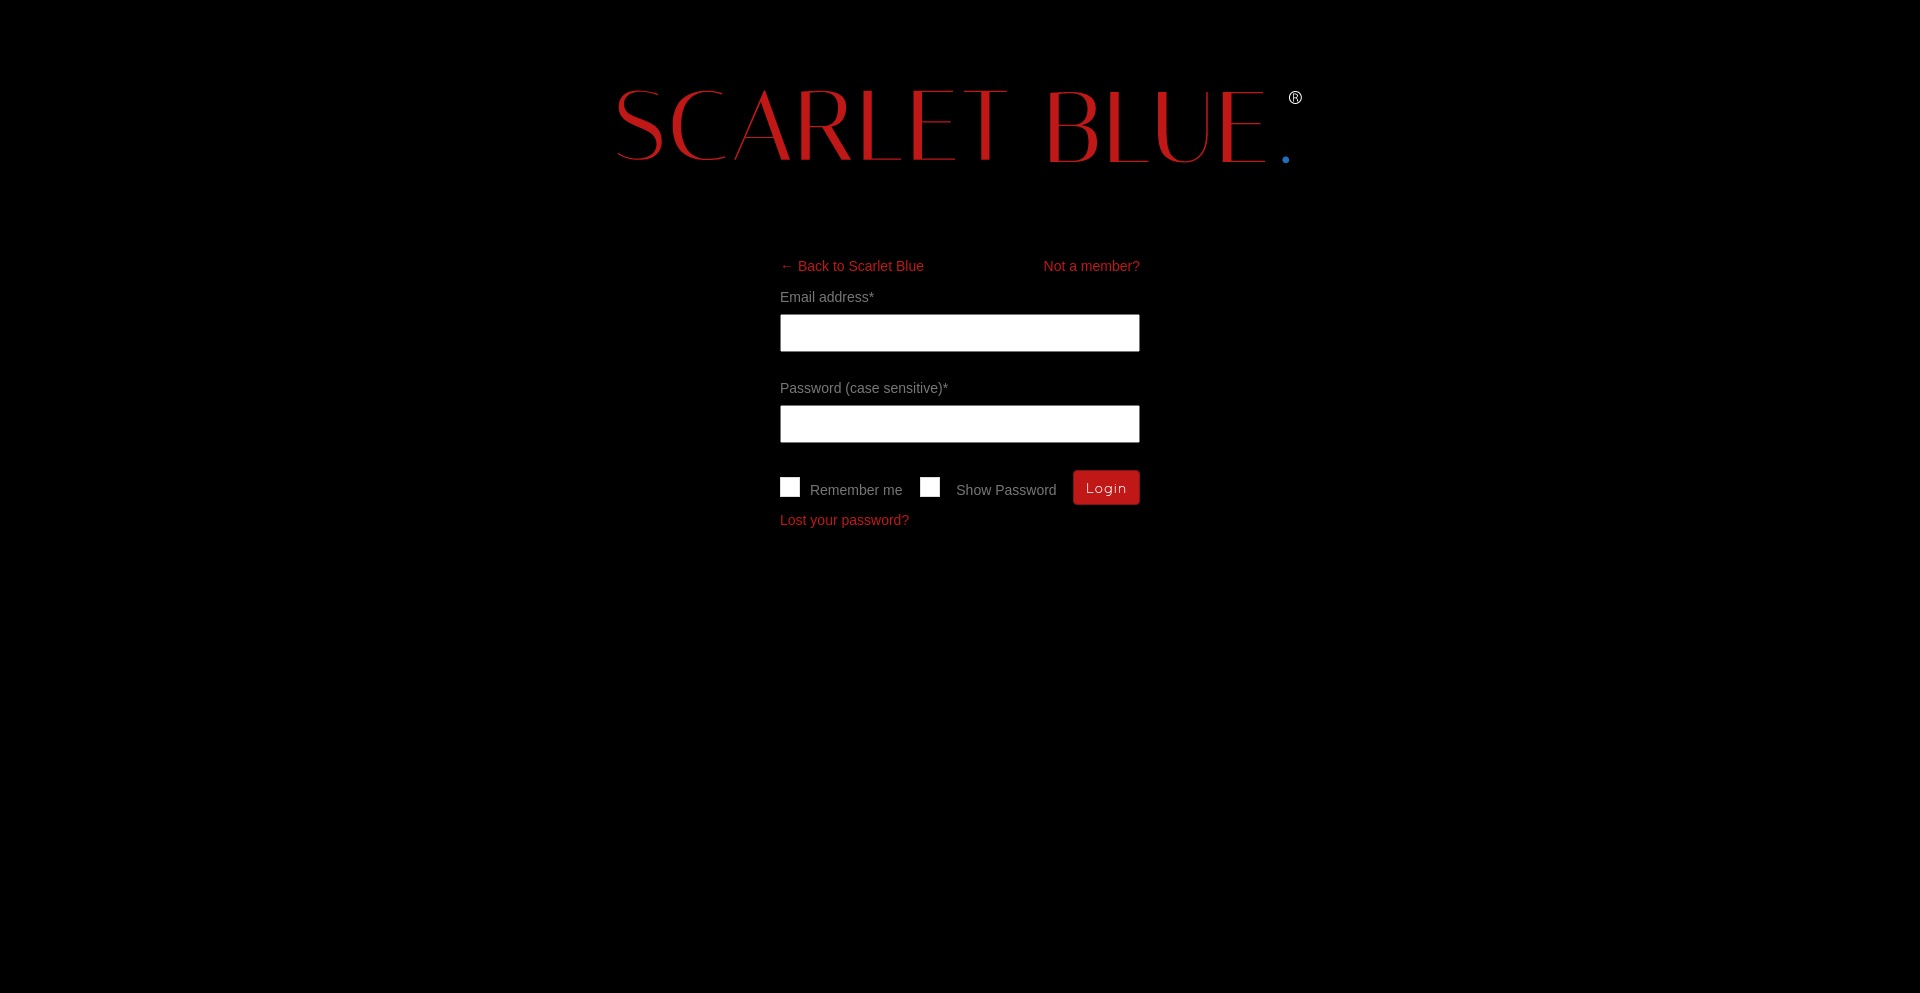 SCARLET BLUE.®
← Back to Scarlet Blue Not a member?
Email address*
Password (case sensitive)*
Remember me Show Password Login
Lost your password?